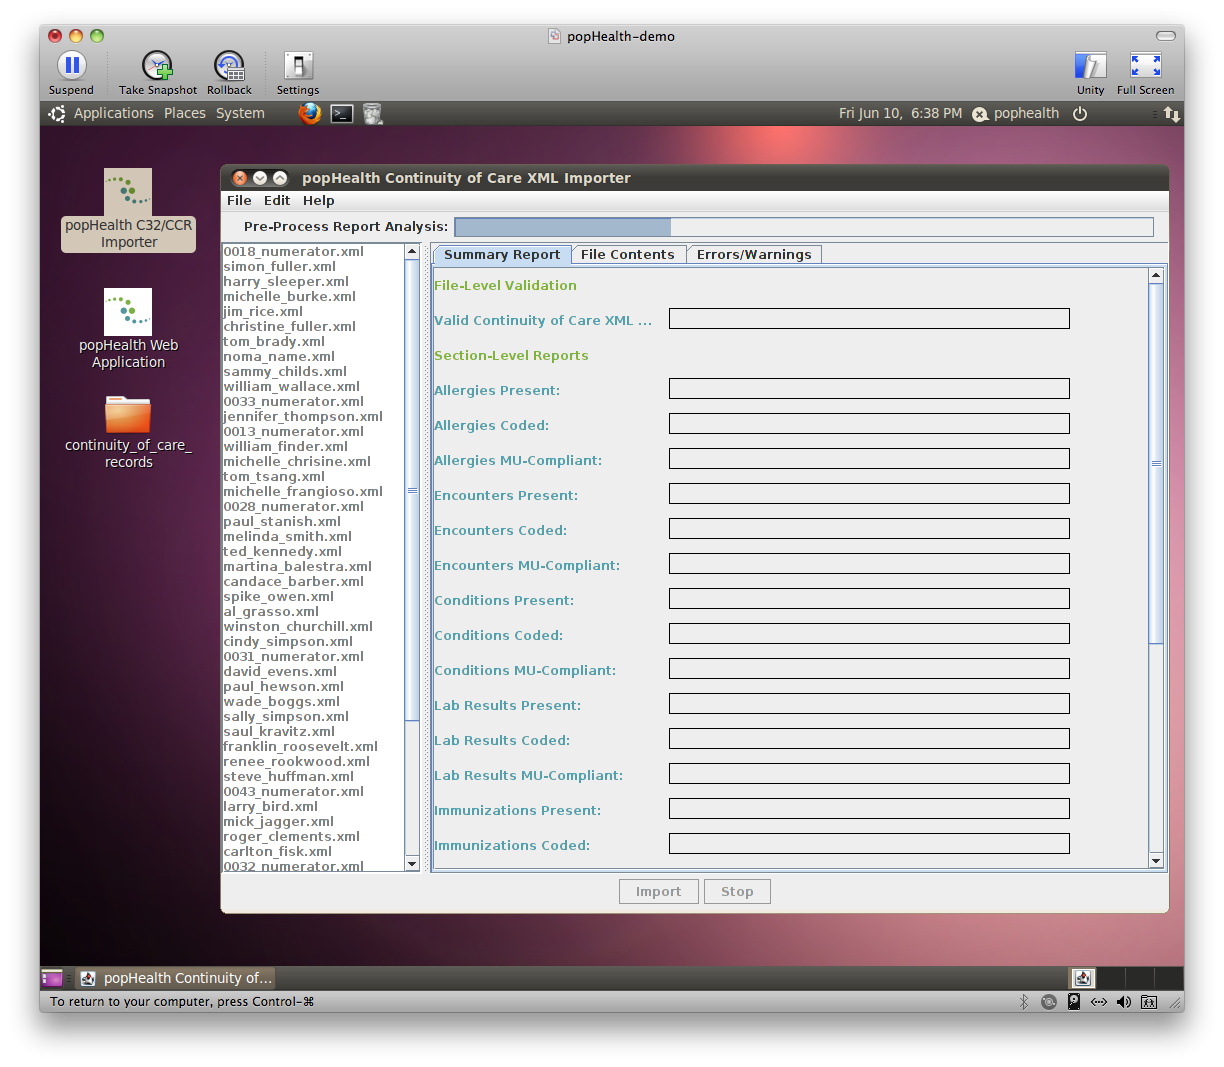 popHealth-demo
Suspend
Take Snapshot
Rollback
Settings
Unity
Full Screen
Applications Places System
Fri Jun 10, 6:38 PM
pophealth
popHealth C32/CCR
Importer
popHealth Web
Application
continuity_of_care_
records
popHealth Continuity of Care XML Importer
File Edit Help
Pre-Process Report Analysis:
0018_numerator.xml
simon_fuller.xml
harry_sleeper.xml
michelle_burke.xml
jim_rice.xml
christine_fuller.xml
tom_brady.xml
noma_name.xml
sammy_childs.xml
william_wallace.xml
0033_numerator.xml
jennifer_thompson.xml
0013_numerator.xml
william_finder.xml
michelle_chrisine.xml
tom_tsang.xml
michelle_frangioso.xml
0028_numerator.xml
paul_stanish.xml
melinda_smith.xml
ted_kennedy.xml
martina_balestra.xml
candace_barber.xml
spike_owen.xml
al_grasso.xml
winston_churchill.xml
cindy_simpson.xml
0031_numerator.xml
david_evens.xml
paul_hewson.xml
wade_boggs.xml
sally_simpson.xml
saul_kravitz.xml
franklin_roosevelt.xml
renee_rookwood.xml
steve_huffman.xml
0043_numerator.xml
larry_bird.xml
mick_jagger.xml
roger_clements.xml
carlton_fisk.xml
0032_numerator.xml
Summary Report
File Contents
Errors/Warnings
File-Level Validation
Valid Continuity of Care XML ...
Section-Level Reports
Allergies Present:
Allergies Coded:
Allergies MU-Compliant:
Encounters Present:
Encounters Coded:
Encounters MU-Compliant:
Conditions Present:
Conditions Coded:
Conditions MU-Compliant:
Lab Results Present:
Lab Results Coded:
Lab Results MU-Compliant:
Immunizations Present:
Immunizations Coded:
Import
Stop
popHealth Continuity of...
To return to your computer, press Control-⌘